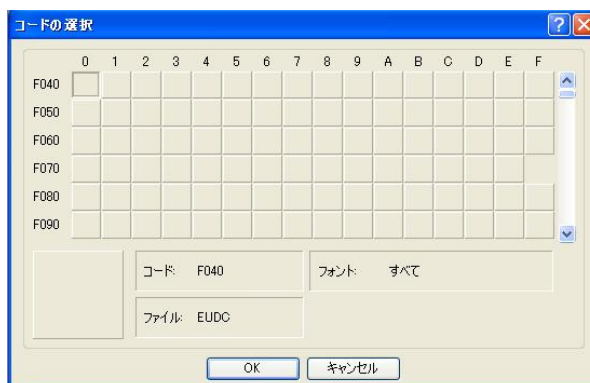 コードの選択
0 1 2 3 4 5 6 7 8 9 A B C D E F
F040
F050
F060
F070
F080
F090
コード: F040 フォント: すべて
ファイル: EUDC
OK キャンセル